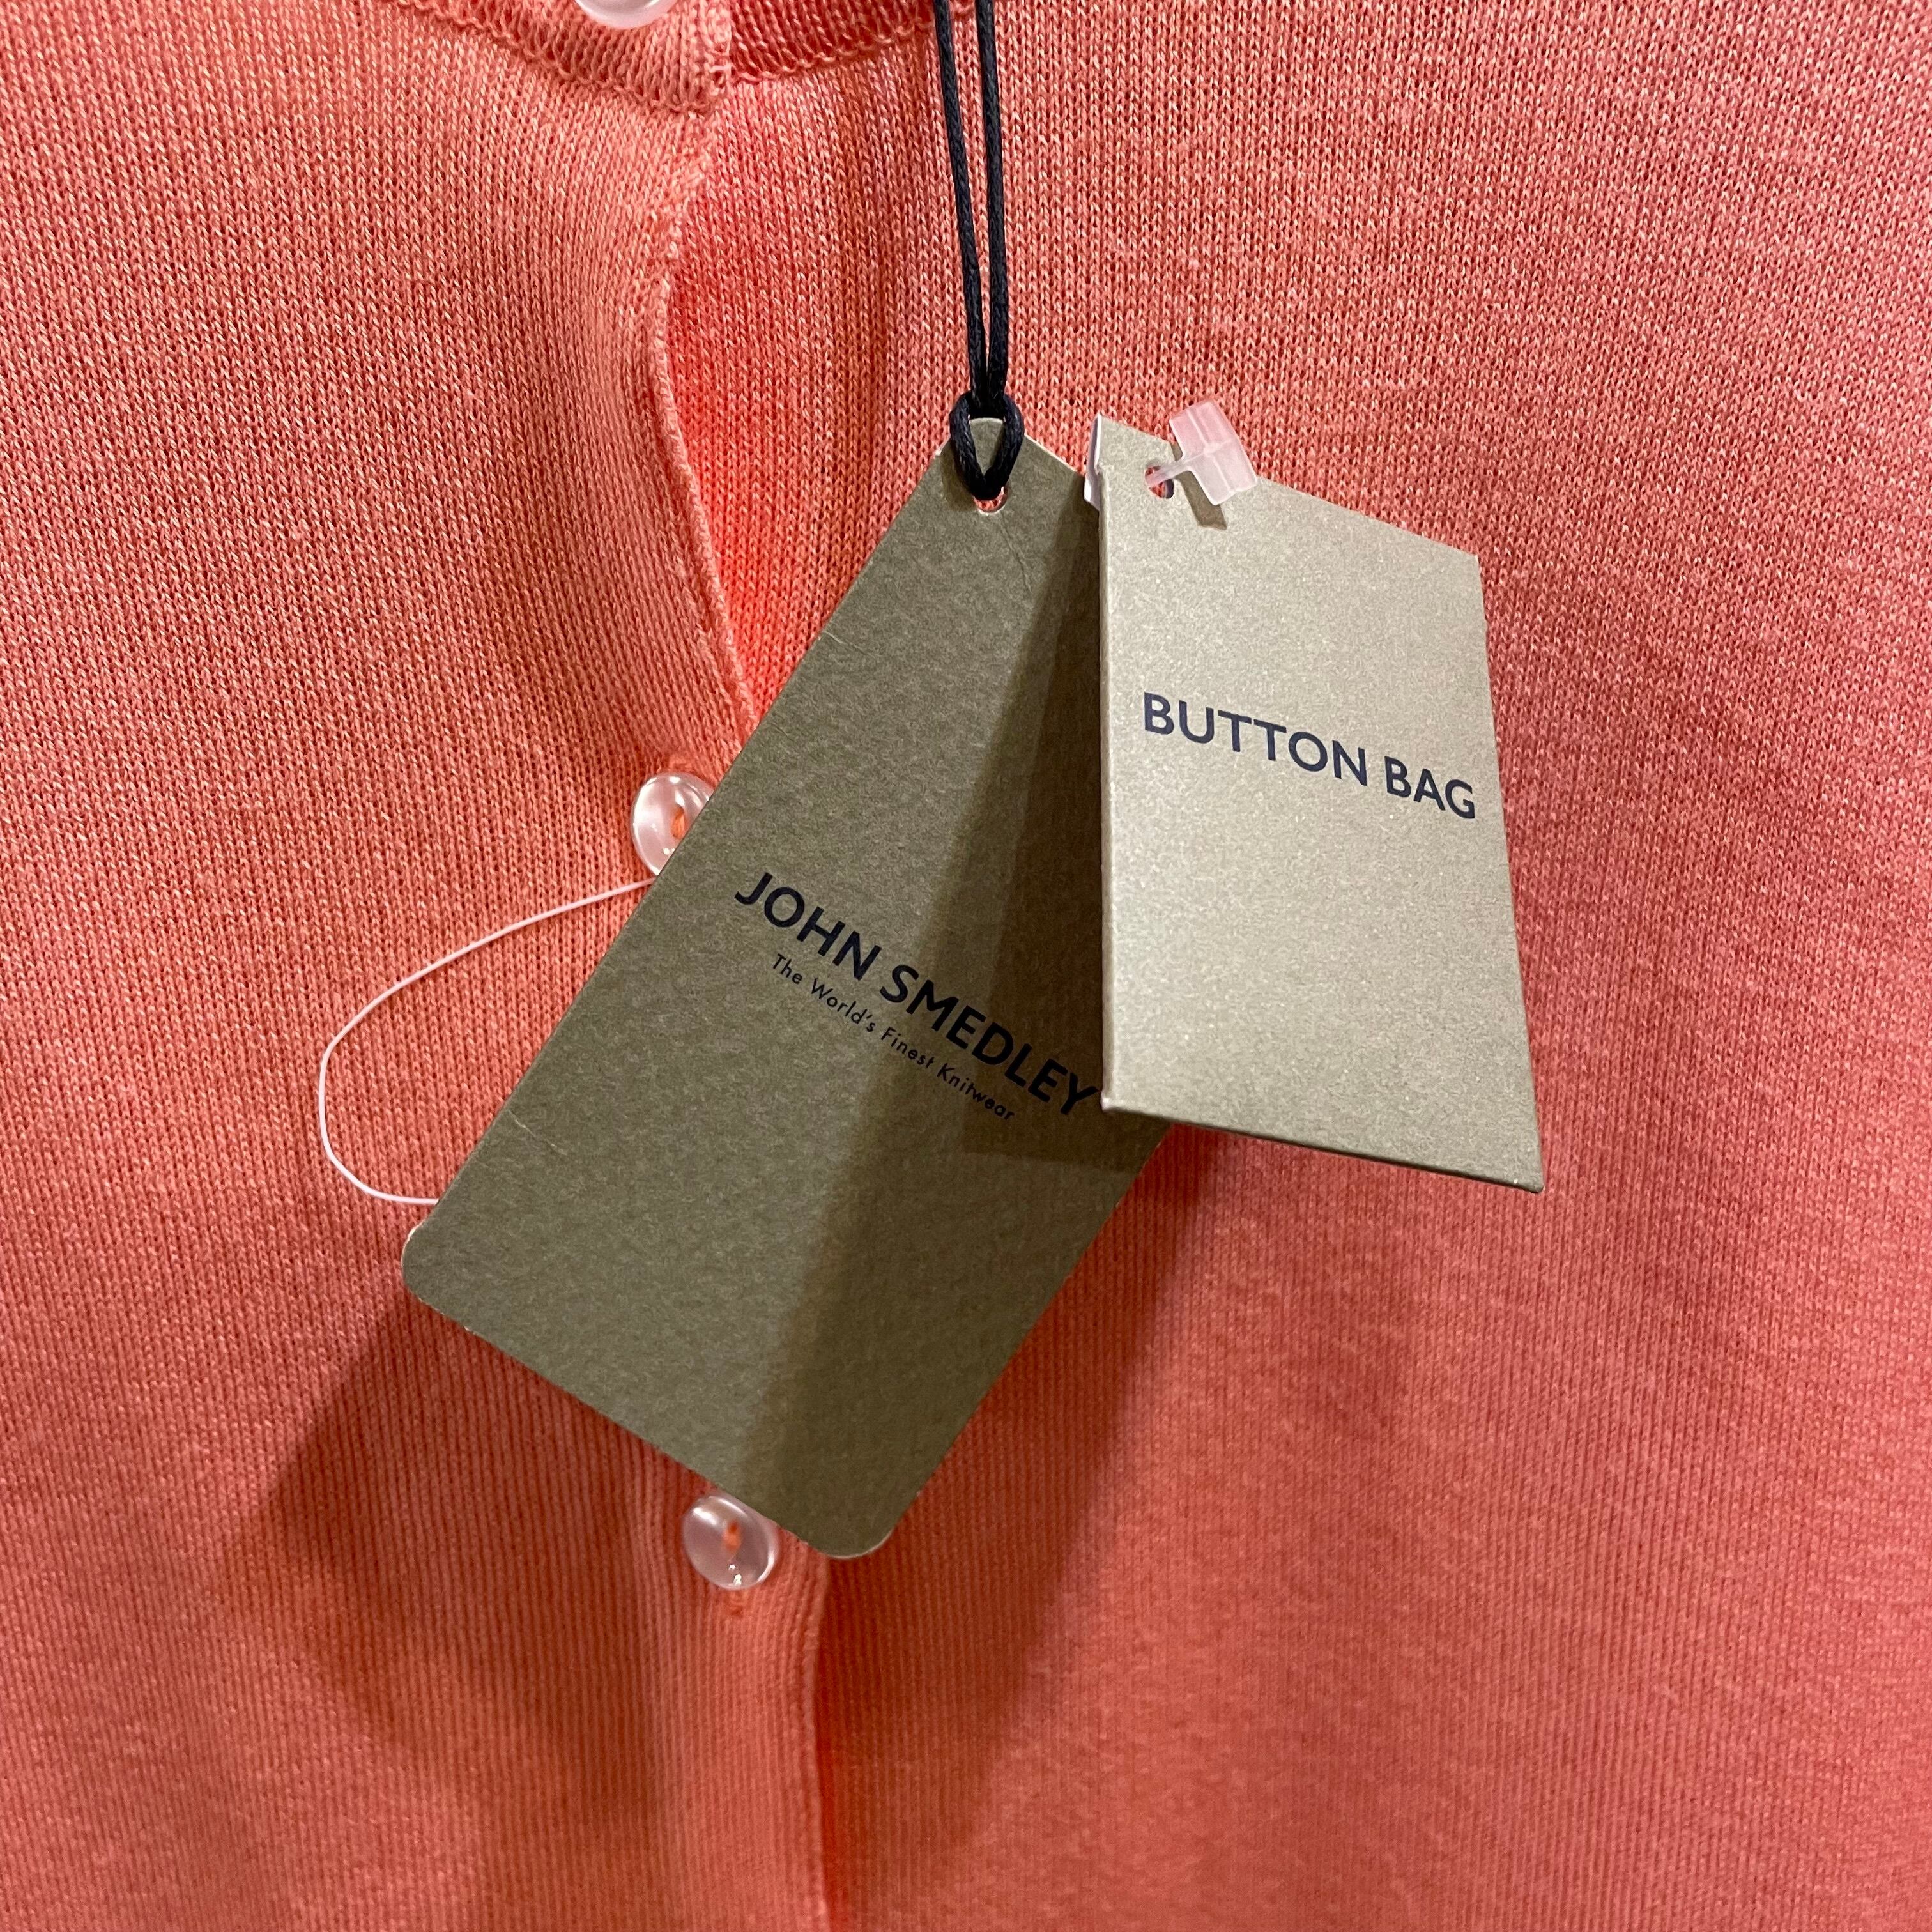 JOHN SMEDLEY
The World's Finest Knitwear
BUTTON BAG